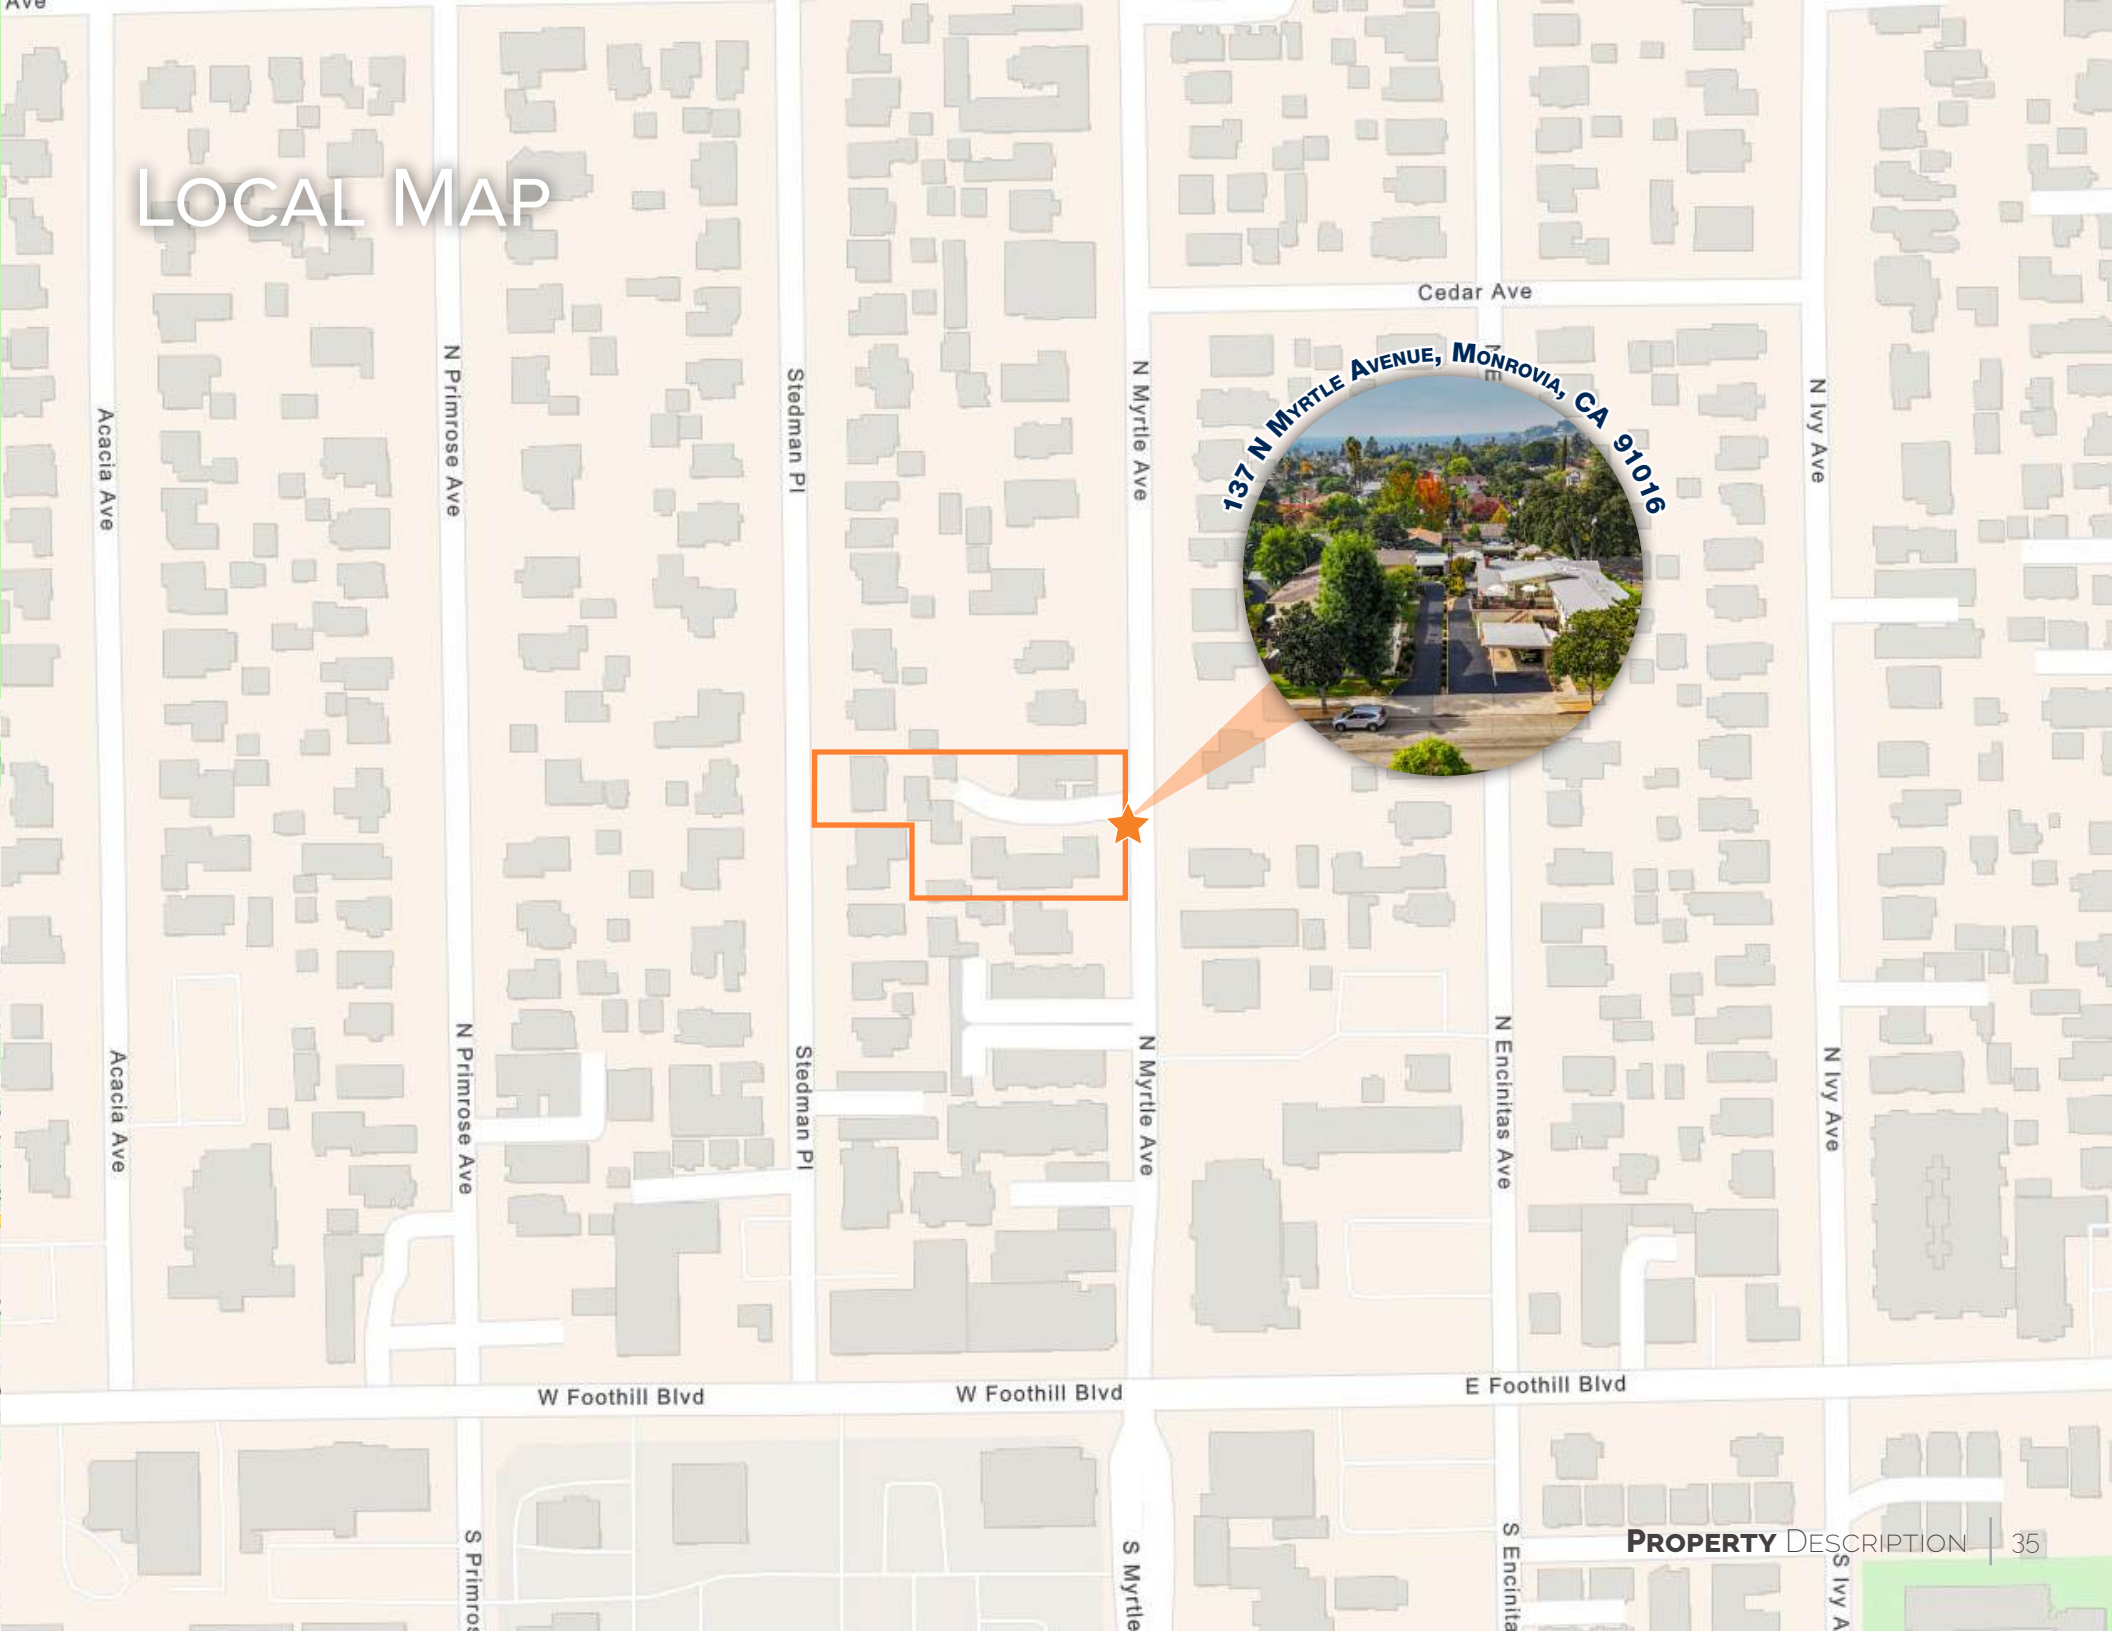 Ave
LOCAL MAP
Cedar Ave
137 N MYRTLE AVENUE, MONROVIA, CA 91016
N Primrose Ave
Stedman Pl
N Myrtle Ave
N E
N Ivy Ave
Acacia Ave
N Encinitas Ave
N Primrose Ave
N Myrtle Ave
Stedman Pl
N Ivy Ave
Acacia Ave
W Foothill Blvd
W Foothill Blvd
E Foothill Blvd
S Primros
S Myrtle
S Encinita
S Ivy A
PROPERTY DESCRIPTION | 35